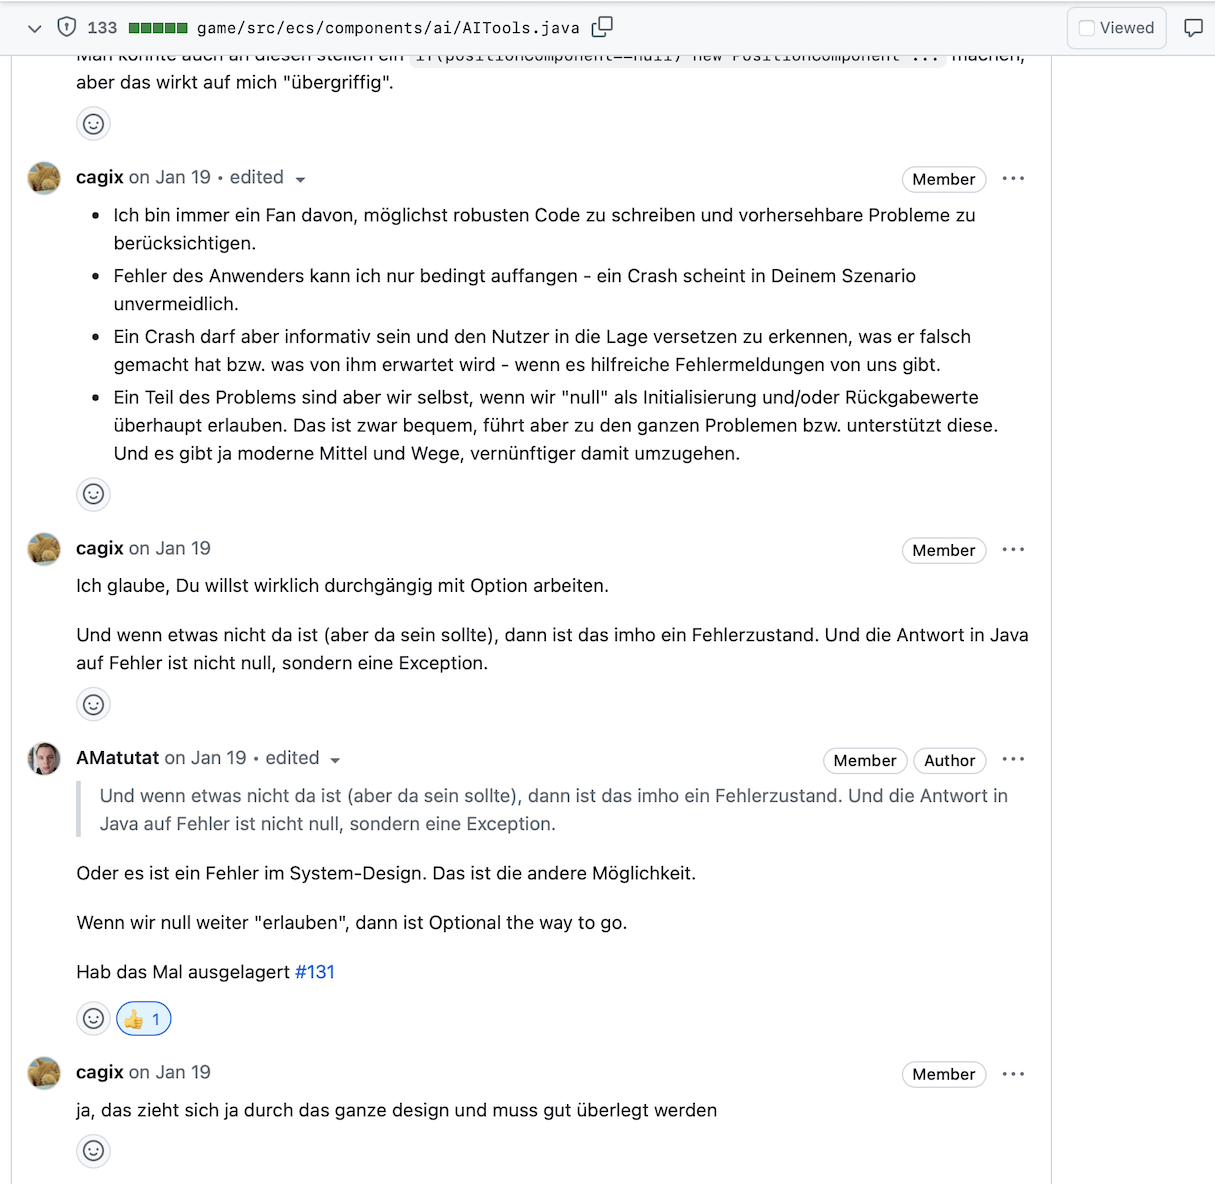 133 game/src/ecs/components/ai/AITools.java Viewed
Man könnte auch an diesen stellen ein if(positionComponent==null) new PositionComponent ... machen,
aber das wirkt auf mich "übergriffig".
cagix on Jan 19 • edited Member
• Ich bin immer ein Fan davon, möglichst robusten Code zu schreiben und vorhersehbare Probleme zu
berücksichtigen.
• Fehler des Anwenders kann ich nur bedingt auffangen - ein Crash scheint in Deinem Szenario
unvermeidlich.
• Ein Crash darf aber informativ sein und den Nutzer in die Lage versetzen zu erkennen, was er falsch
gemacht hat bzw. was von ihm erwartet wird - wenn es hilfreiche Fehlermeldungen von uns gibt.
• Ein Teil des Problems sind aber wir selbst, wenn wir "null" als Initialisierung und/oder Rückgabewerte
überhaupt erlauben. Das ist zwar bequem, führt aber zu den ganzen Problemen bzw. unterstützt diese.
Und es gibt ja moderne Mittel und Wege, vernünftiger damit umzugehen.
cagix on Jan 19 Member
Ich glaube, Du willst wirklich durchgängig mit Option arbeiten.
Und wenn etwas nicht da ist (aber da sein sollte), dann ist das imho ein Fehlerzustand. Und die Antwort in Java
auf Fehler ist nicht null, sondern eine Exception.
AMatutat on Jan 19 • edited Member Author
Und wenn etwas nicht da ist (aber da sein sollte), dann ist das imho ein Fehlerzustand. Und die Antwort in
Java auf Fehler ist nicht null, sondern eine Exception.
Oder es ist ein Fehler im System-Design. Das ist die andere Möglichkeit.
Wenn wir null weiter "erlauben", dann ist Optional the way to go.
Hab das Mal ausgelagert #131
👍 1
cagix on Jan 19 Member
ja, das zieht sich ja durch das ganze design und muss gut überlegt werden